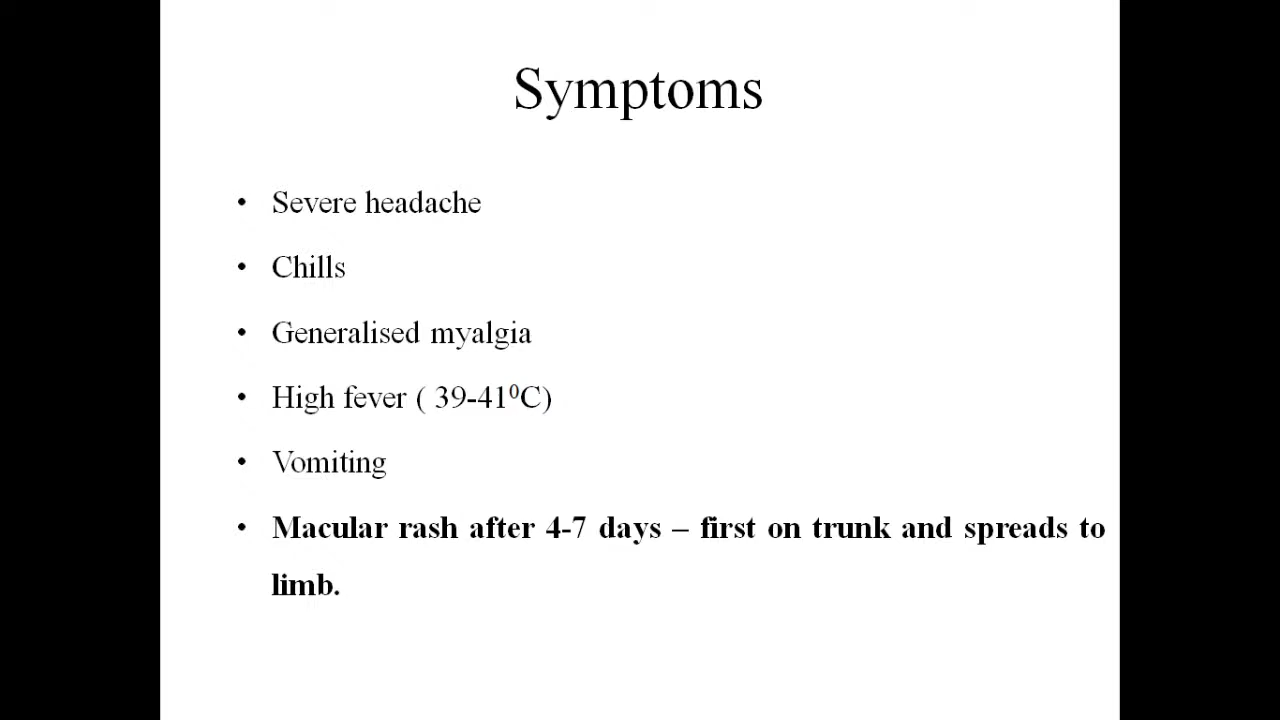 Symptoms
• Severe headache
• Chills
• Generalised myalgia
• High fever ( 39-41⁰C)
• Vomiting
• Macular rash after 4-7 days – first on trunk and spreads to
limb.